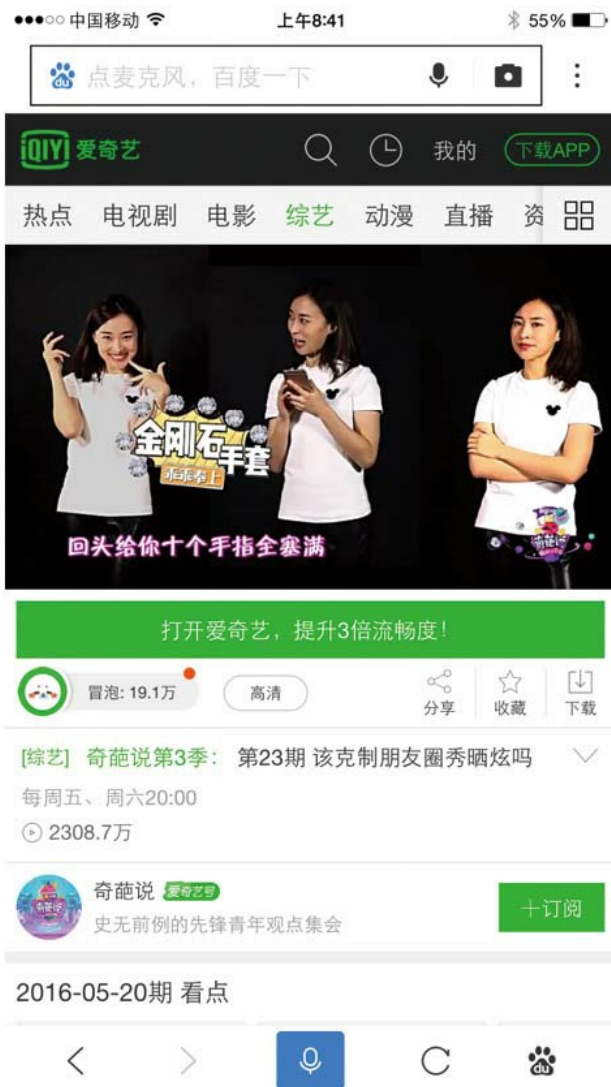 中国移动 上午8:41 55%
du 点麦克风，百度一下
iQIYI 爱奇艺 我的 下载APP
热点 电视剧 电影 综艺 动漫 直播 资
金刚石手套
乖乖奉上
回头给你十个手指全塞满
奇葩说
打开爱奇艺，提升3倍流畅度！
冒泡: 19.1万 高清 分享 收藏 下载
[综艺] 奇葩说第3季： 第23期 该克制朋友圈秀晒炫吗
每周五、周六20:00
2308.7万
奇葩说 爱奇艺号
史无前例的先锋青年观点集会
＋订阅
2016-05-20期 看点
du